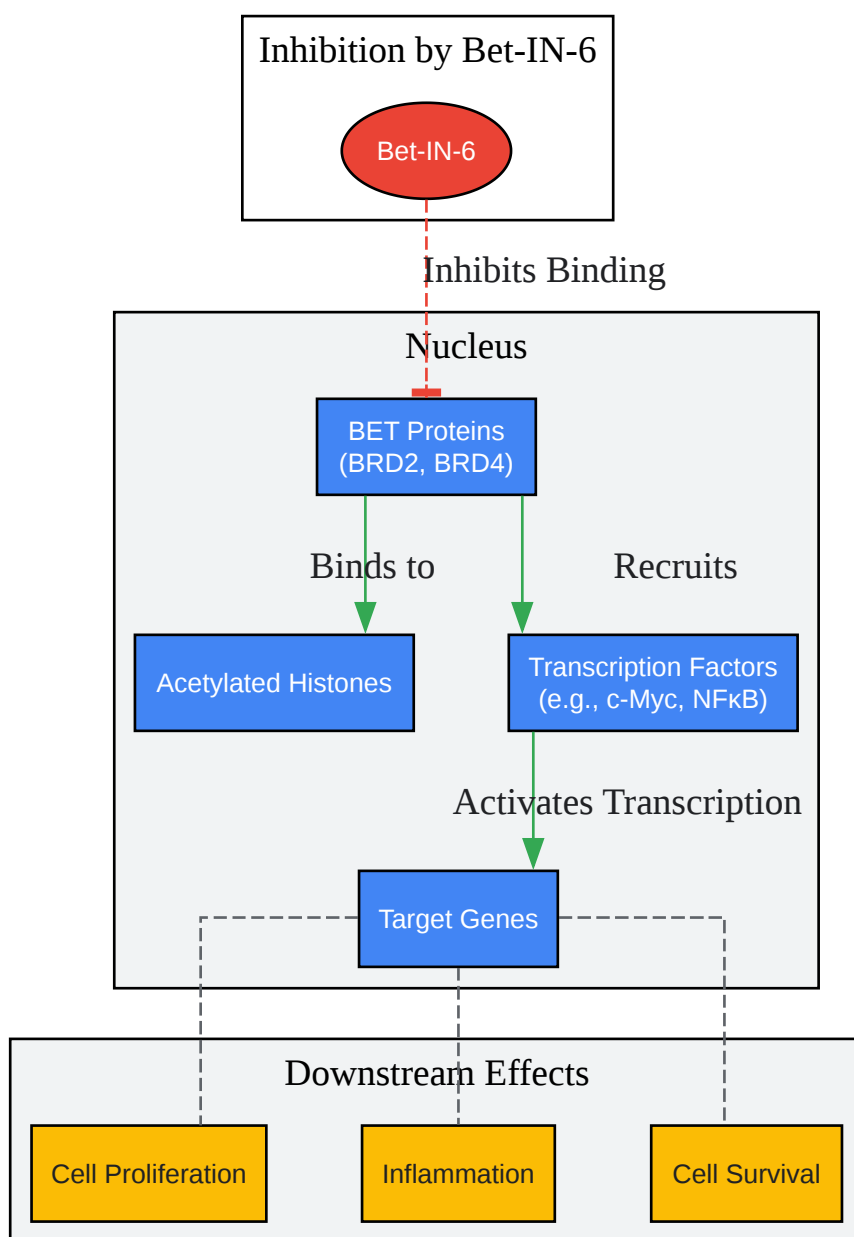 Inhibition by Bet-IN-6
Bet-IN-6
Inhibits Binding
Nucleus
BET Proteins
(BRD2, BRD4)
Binds to
Recruits
Acetylated Histones
Transcription Factors
(e.g., c-Myc, NFκB)
Activates Transcription
Target Genes
Downstream Effects
Cell Proliferation
Inflammation
Cell Survival